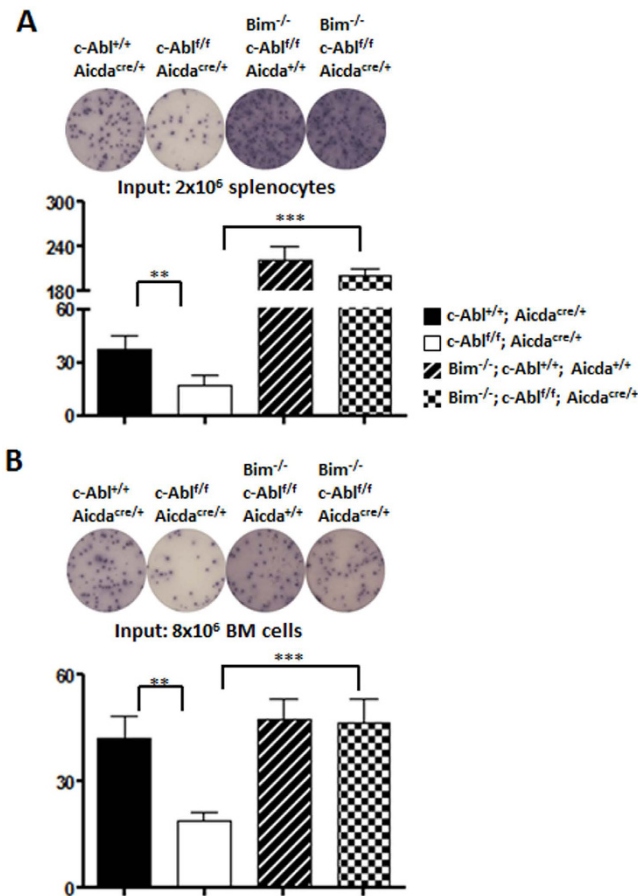 A
c-Abl⁺/⁺ Aicdaᶜʳᵉ/⁺
c-Ablᶠ/ᶠ Aicdaᶜʳᵉ/⁺
Bim⁻/⁻ c-Ablᶠ/ᶠ Aicda⁺/⁺
Bim⁻/⁻ c-Ablᶠ/ᶠ Aicdaᶜʳᵉ/⁺
Input: 2x10⁶ splenocytes
300
240
180
60
30
0
**
***
c-Abl⁺/⁺; Aicdaᶜʳᵉ/⁺
c-Ablᶠ/ᶠ; Aicdaᶜʳᵉ/⁺
Bim⁻/⁻; c-Abl⁺/⁺; Aicda⁺/⁺
Bim⁻/⁻; c-Ablᶠ/ᶠ; Aicdaᶜʳᵉ/⁺
B
c-Abl⁺/⁺ Aicdaᶜʳᵉ/⁺
c-Ablᶠ/ᶠ Aicdaᶜʳᵉ/⁺
Bim⁻/⁻ c-Ablᶠ/ᶠ Aicda⁺/⁺
Bim⁻/⁻ c-Ablᶠ/ᶠ Aicdaᶜʳᵉ/⁺
Input: 8x10⁶ BM cells
60
30
0
**
***